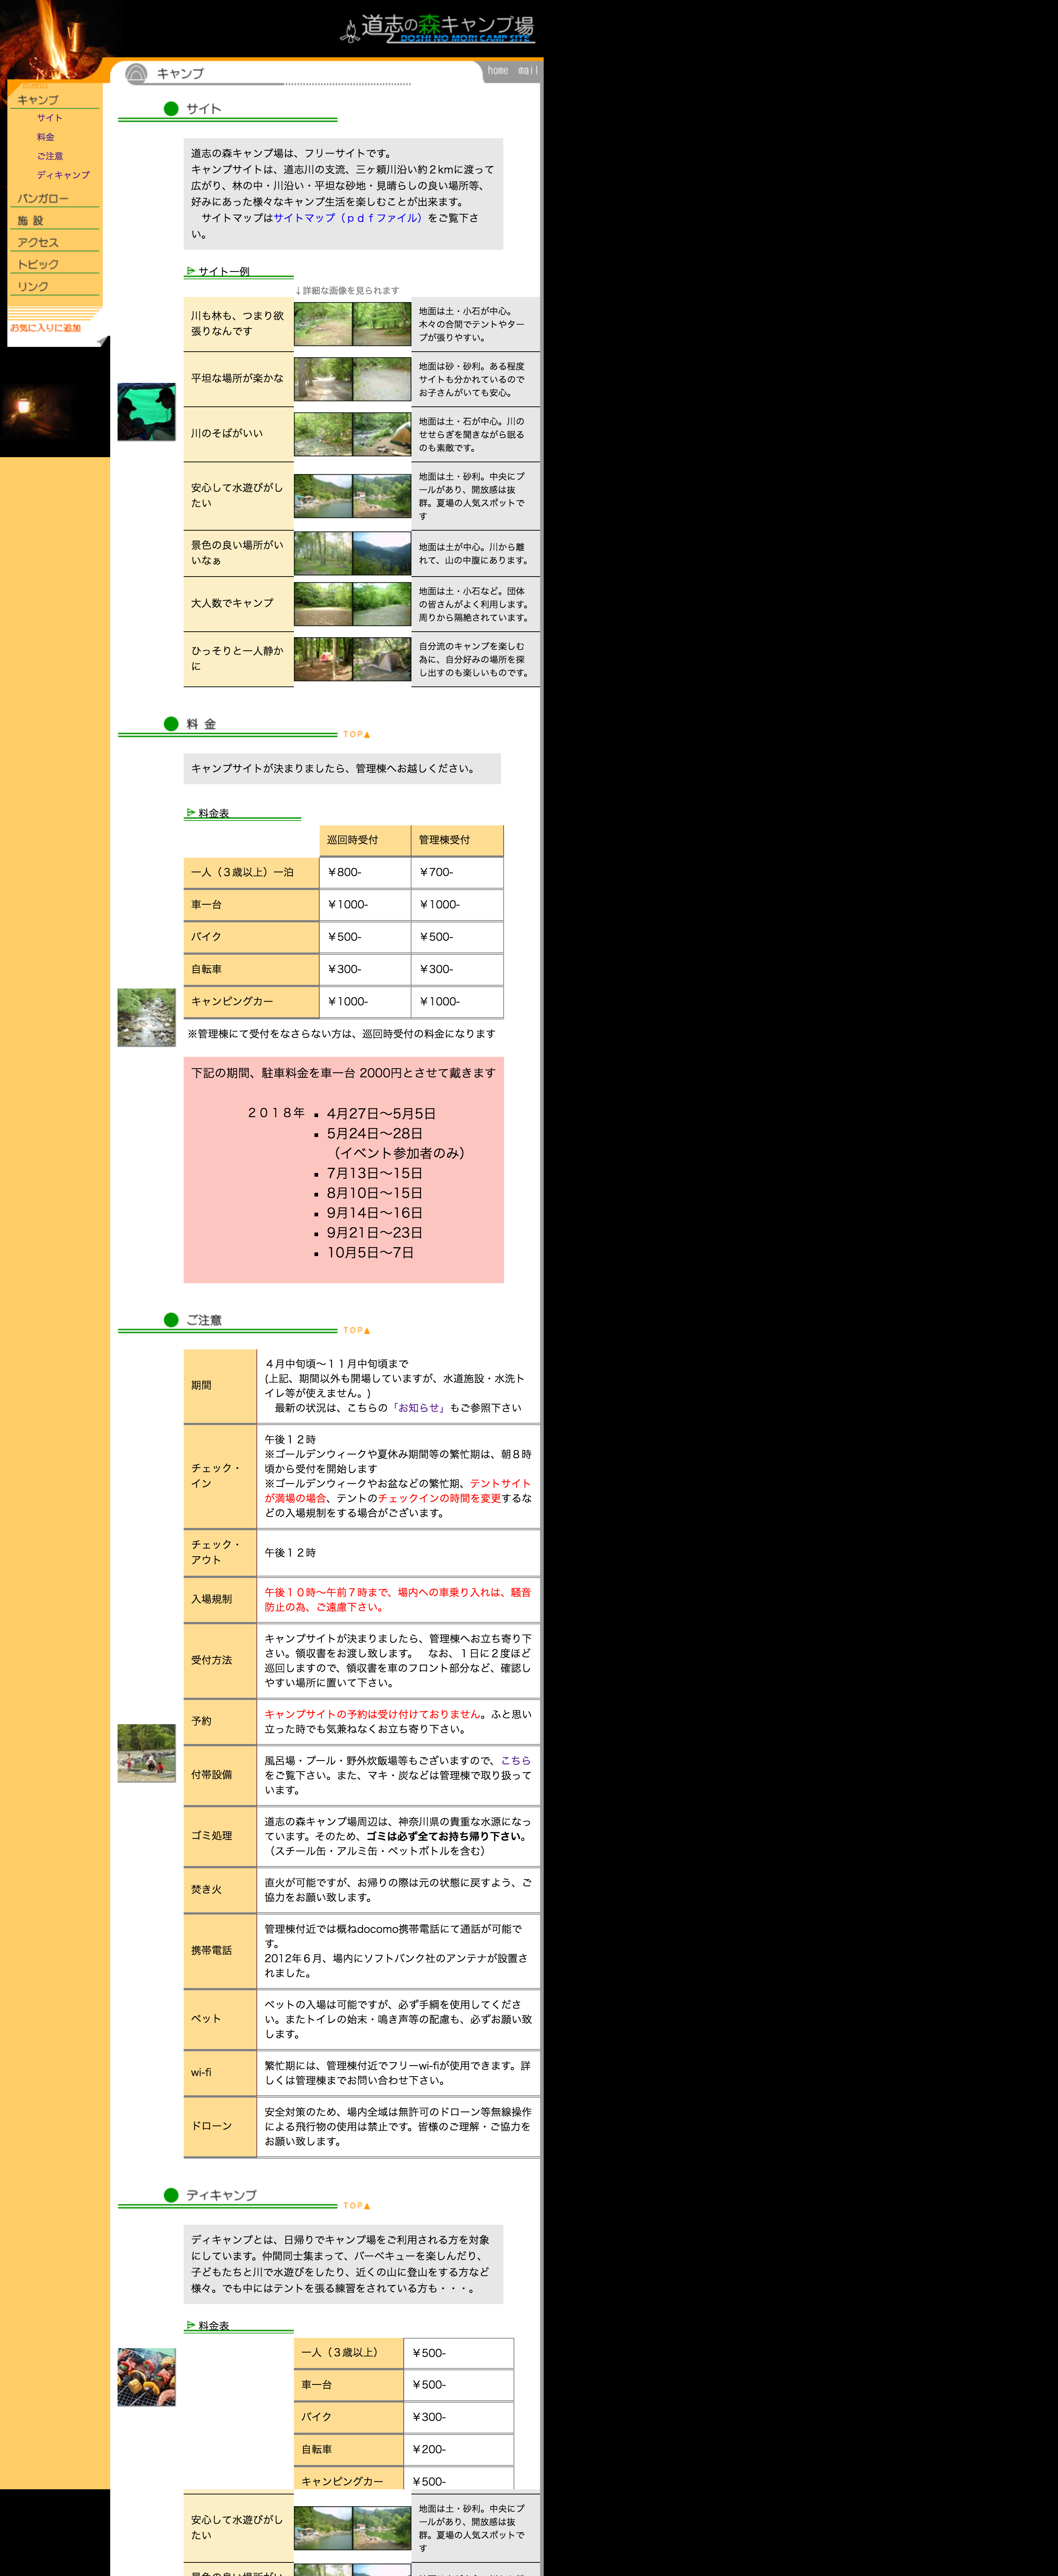 道志の森キャンプ場
DOSHI NO MORI CAMP SITE
キャンプ
home mail
menu
キャンプ
サイト
料金
ご注意
ディキャンプ
バンガロー
施 設
アクセス
トピック
リンク
お気に入りに追加
サイト
道志の森キャンプ場は、フリーサイトです。
キャンプサイトは、道志川の支流、三ヶ瀬川沿い約２kmに渡って
広がり、林の中・川沿い・平坦な砂地・見晴らしの良い場所等、
好みにあった様々なキャンプ生活を楽しむことが出来ます。
　サイトマップはサイトマップ（ｐｄｆファイル）をご覧下さ
い。
サイト一例
↓詳細な画像を見られます
川も林も、つまり欲
張りなんです
地面は土・小石が中心。
木々の合間でテントやター
プが張りやすい。
平坦な場所が楽かな
地面は砂・砂利。ある程度
サイトも分かれているので
お子さんがいても安心。
川のそばがいい
地面は土・石が中心。川の
せせらぎを聞きながら眠る
のも素敵です。
安心して水遊びがし
たい
地面は土・砂利。中央にプ
ールがあり、開放感は抜
群。夏場の人気スポットで
す
景色の良い場所がい
いなぁ
地面は土が中心。川から離
れて、山の中腹にあります。
大人数でキャンプ
地面は土・小石など。団体
の皆さんがよく利用します。
周りから隔絶されています。
ひっそりと一人静か
に
自分流のキャンプを楽しむ
為に、自分好みの場所を探
し出すのも楽しいものです。
料 金
TOP▲
キャンプサイトが決まりましたら、管理棟へお越しください。
料金表
巡回時受付 管理棟受付
一人（３歳以上）一泊 ￥800- ￥700-
車一台 ￥1000- ￥1000-
バイク ￥500- ￥500-
自転車 ￥300- ￥300-
キャンピングカー ￥1000- ￥1000-
※管理棟にて受付をなさらない方は、巡回時受付の料金になります
下記の期間、駐車料金を車一台 2000円とさせて戴きます
２０１８年
▪ 4月27日〜5月5日
▪ 5月24日〜28日
（イベント参加者のみ）
▪ 7月13日〜15日
▪ 8月10日〜15日
▪ 9月14日〜16日
▪ 9月21日〜23日
▪ 10月5日〜7日
ご注意
TOP▲
期間
４月中旬頃〜１１月中旬頃まで
(上記、期間以外も開場していますが、水道施設・水洗ト
イレ等が使えません。)
　最新の状況は、こちらの「お知らせ」もご参照下さい
チェック・
イン
午後１２時
※ゴールデンウィークや夏休み期間等の繁忙期は、朝８時
頃から受付を開始します
※ゴールデンウィークやお盆などの繁忙期、テントサイト
が満場の場合、テントのチェックインの時間を変更するな
どの入場規制をする場合がございます。
チェック・
アウト
午後１２時
入場規制
午後１０時〜午前７時まで、場内への車乗り入れは、騒音
防止の為、ご遠慮下さい。
受付方法
キャンプサイトが決まりましたら、管理棟へお立ち寄り下
さい。領収書をお渡し致します。　なお、１日に２度ほど
巡回しますので、領収書を車のフロント部分など、確認し
やすい場所に置いて下さい。
予約
キャンプサイトの予約は受け付けておりません。ふと思い
立った時でも気兼ねなくお立ち寄り下さい。
付帯設備
風呂場・プール・野外炊飯場等もございますので、こちら
をご覧下さい。また、マキ・炭などは管理棟で取り扱って
います。
ゴミ処理
道志の森キャンプ場周辺は、神奈川県の貴重な水源になっ
ています。そのため、ゴミは必ず全てお持ち帰り下さい。
（スチール缶・アルミ缶・ペットボトルを含む）
焚き火
直火が可能ですが、お帰りの際は元の状態に戻すよう、ご
協力をお願い致します。
携帯電話
管理棟付近では概ねdocomo携帯電話にて通話が可能で
す。
2012年６月、場内にソフトバンク社のアンテナが設置さ
れました。
ペット
ペットの入場は可能ですが、必ず手綱を使用してくださ
い。またトイレの始末・鳴き声等の配慮も、必ずお願い致
します。
wi-fi
繁忙期には、管理棟付近でフリーwi-fiが使用できます。詳
しくは管理棟までお問い合わせ下さい。
ドローン
安全対策のため、場内全域は無許可のドローン等無線操作
による飛行物の使用は禁止です。皆様のご理解・ご協力を
お願い致します。
ディキャンプ
TOP▲
ディキャンプとは、日帰りでキャンプ場をご利用される方を対象
にしています。仲間同士集まって、バーベキューを楽しんだり、
子どもたちと川で水遊びをしたり、近くの山に登山をする方など
様々。でも中にはテントを張る練習をされている方も・・・。
料金表
一人（３歳以上） ￥500-
車一台 ￥500-
バイク ￥300-
自転車 ￥200-
キャンピングカー ￥500-
安心して水遊びがし
たい
地面は土・砂利。中央にプ
ールがあり、開放感は抜
群。夏場の人気スポットで
す